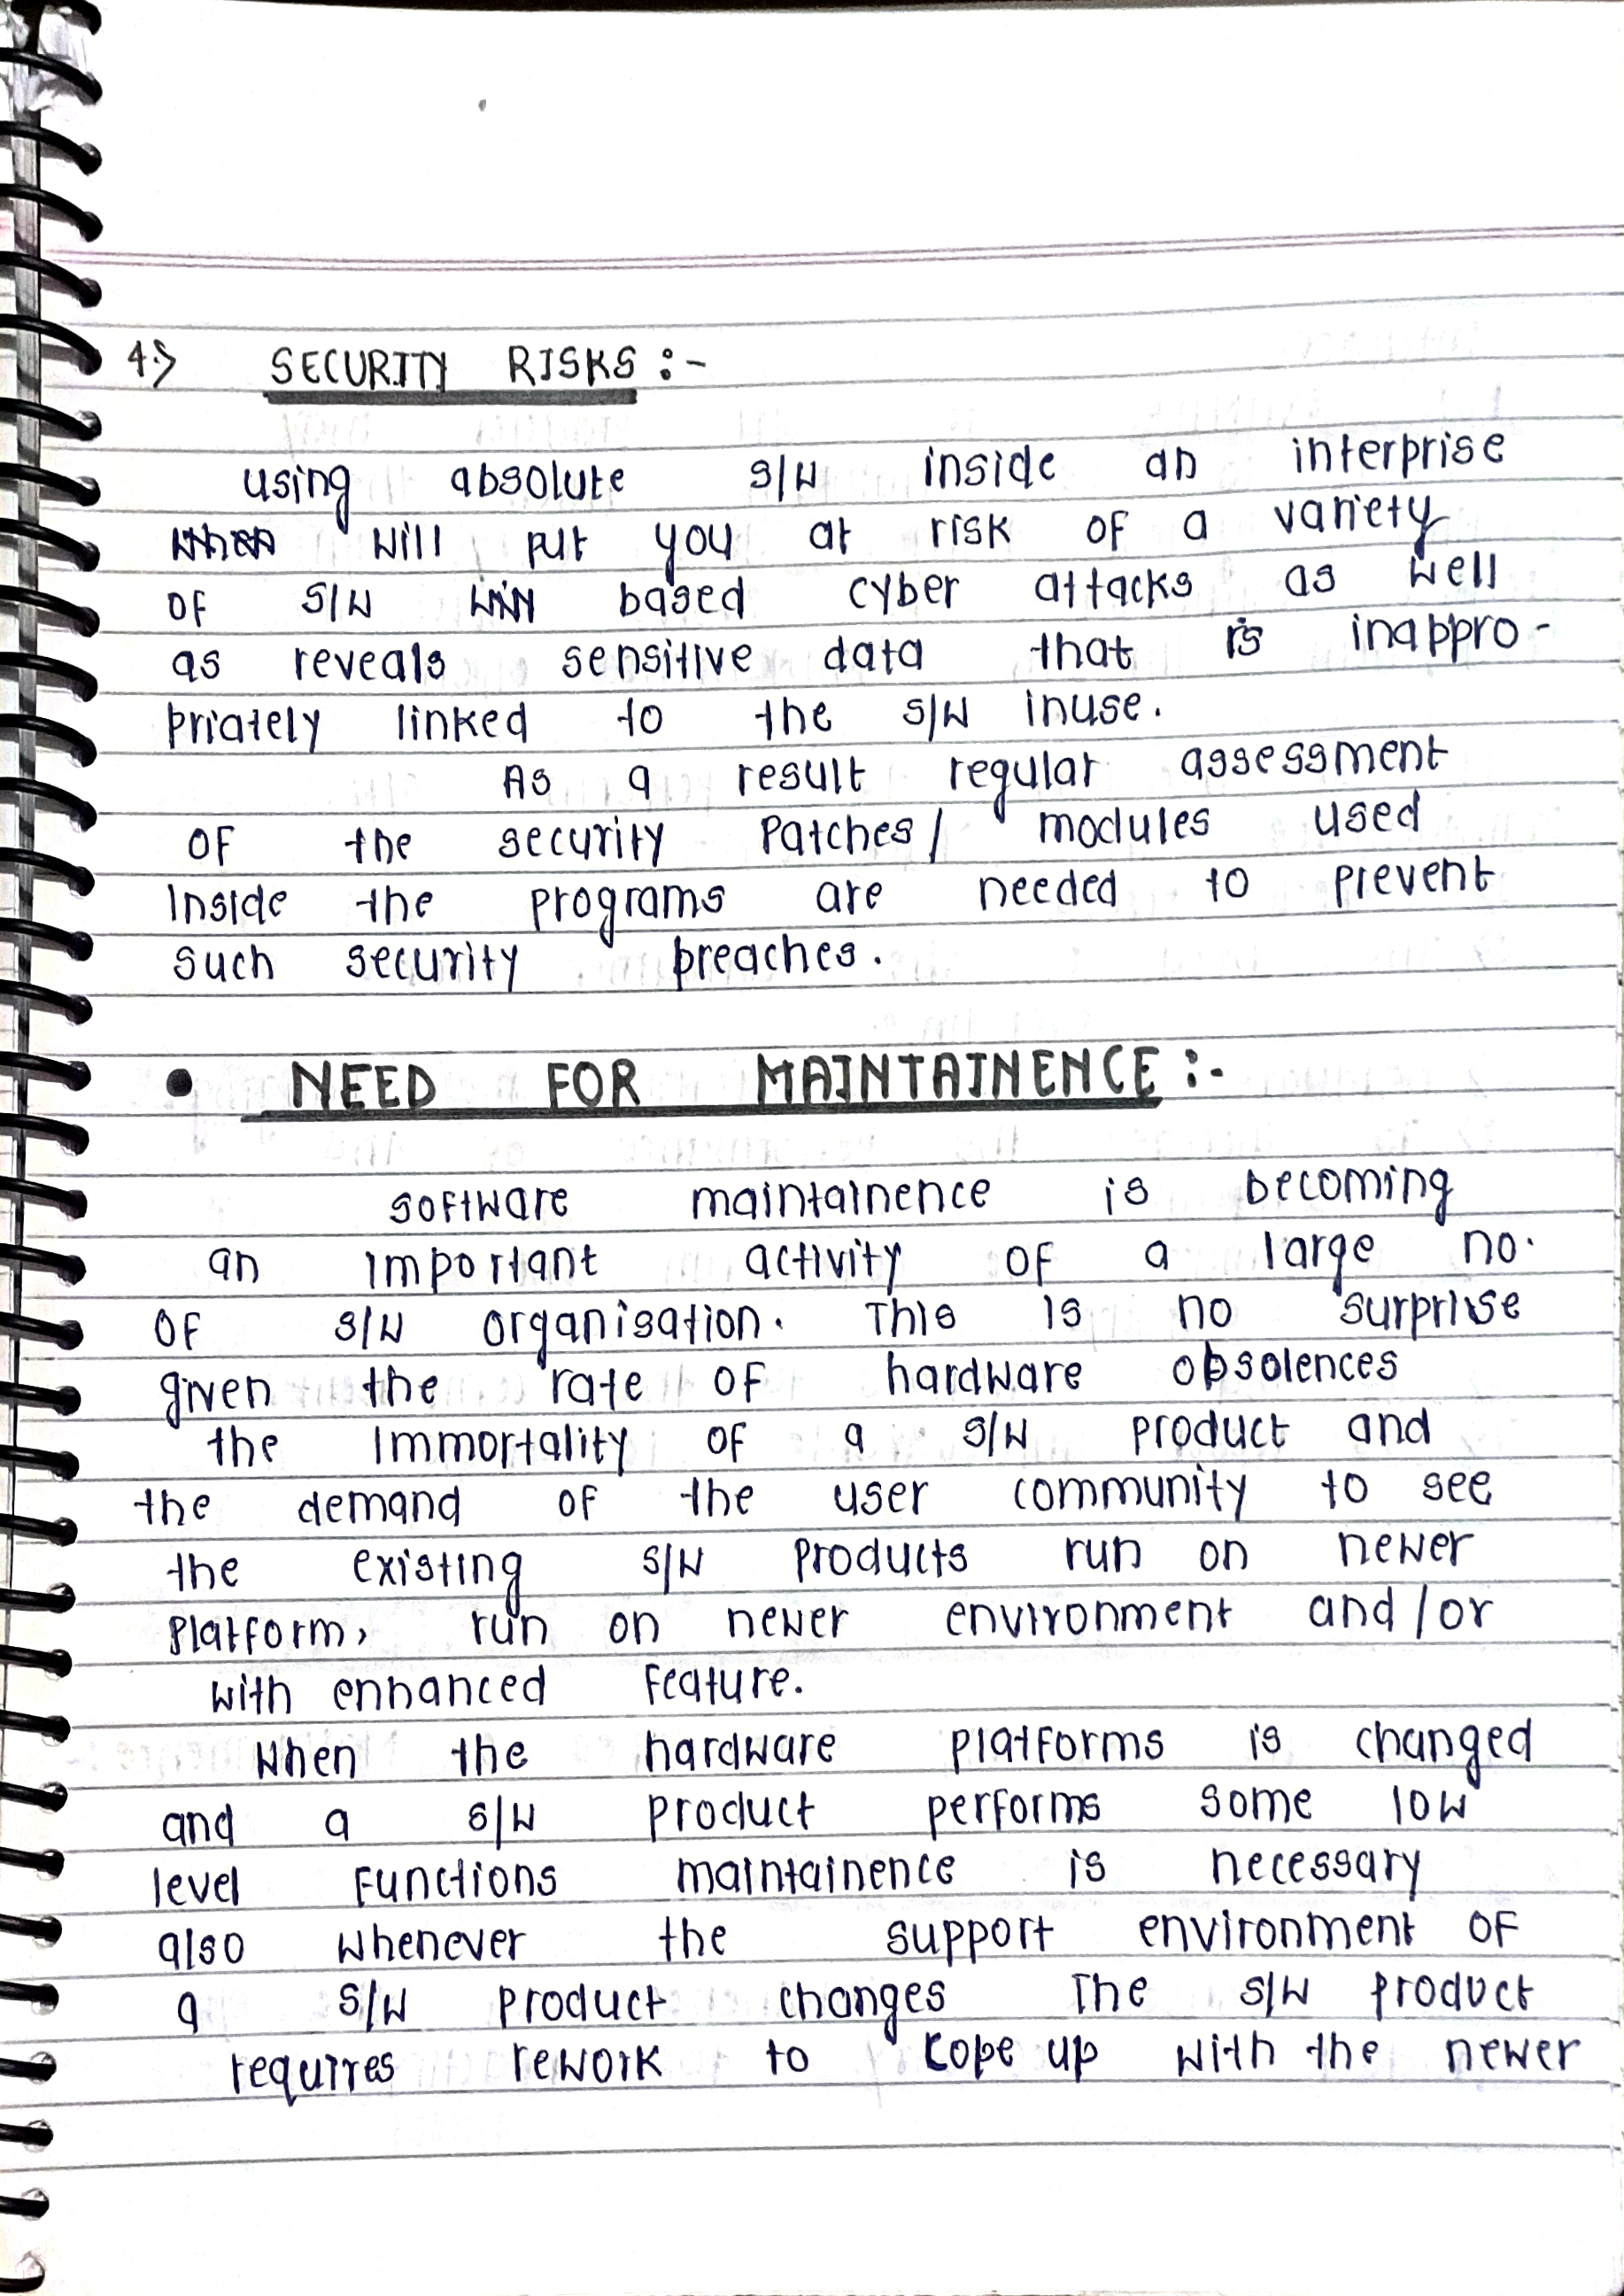 4.> SECURITY RISKS :-
using absolute S/W inside an interprise
will put you at risk of a variety
of S/W based cyber attacks as well
as reveals sensitive data that is inappro-
priately linked to the S/W inuse.
As a result regular assessment
of the security Patches/ modules used
Inside the programs are needed to prevent
such security breaches.
• NEED FOR MAINTAINENCE :-
software maintainence is becoming
an important activity of a large no.
of S/W organisation. This is no surprise
given the rate of hardware obsolences
the immortality of a S/W product and
the demand of the user community to see
the existing S/W products run on newer
Platform, run on newer environment and/or
with enhanced feature.
When the hardware platforms is changed
and a S/W product performs some low
level functions maintainence is necessary
also whenever the support environment of
a S/W product changes The S/W product
requires rework to cope up with the newer